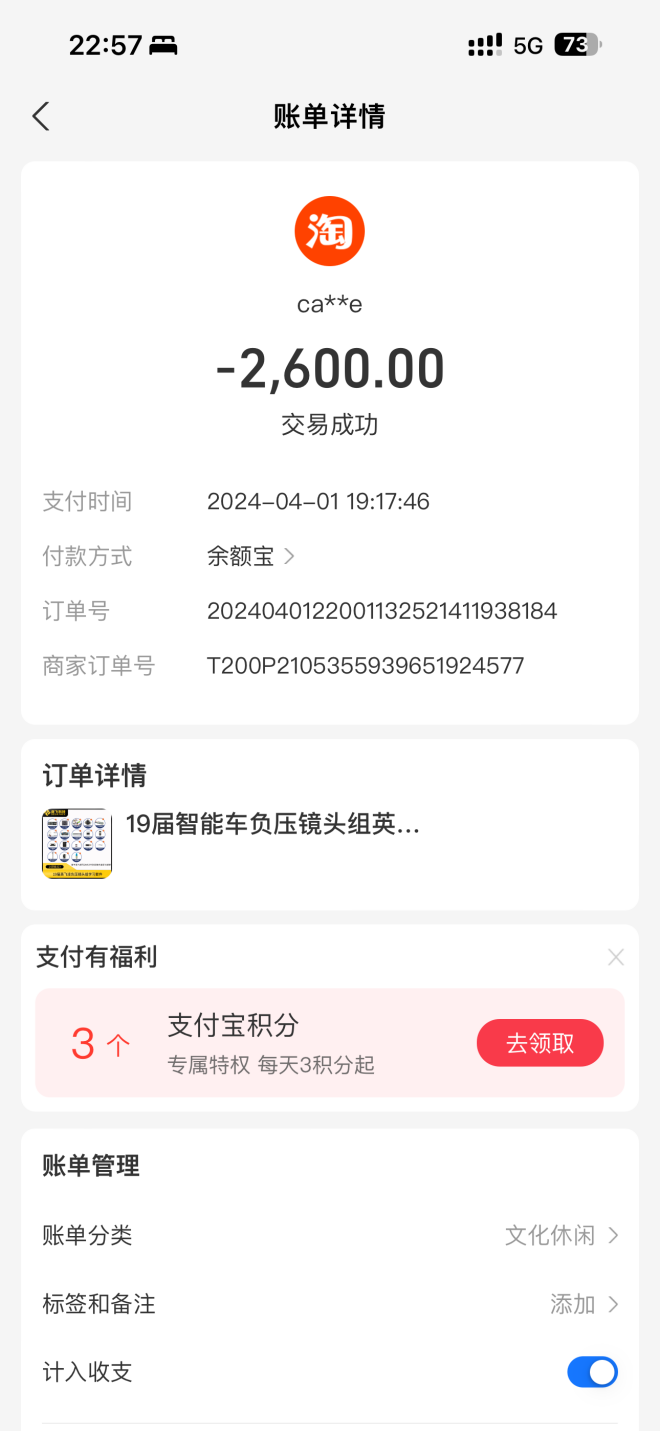 22:57
5G
73
账单详情
淘
ca**e
-2,600.00
交易成功
支付时间 2024-04-01 19:17:46
付款方式 余额宝
订单号 2024040122001132521411938184
商家订单号 T200P2105355939651924577
订单详情
19届智能车负压镜头组英...
支付有福利
3 个
支付宝积分
专属特权 每天3积分起
去领取
账单管理
账单分类 文化休闲
标签和备注 添加
计入收支